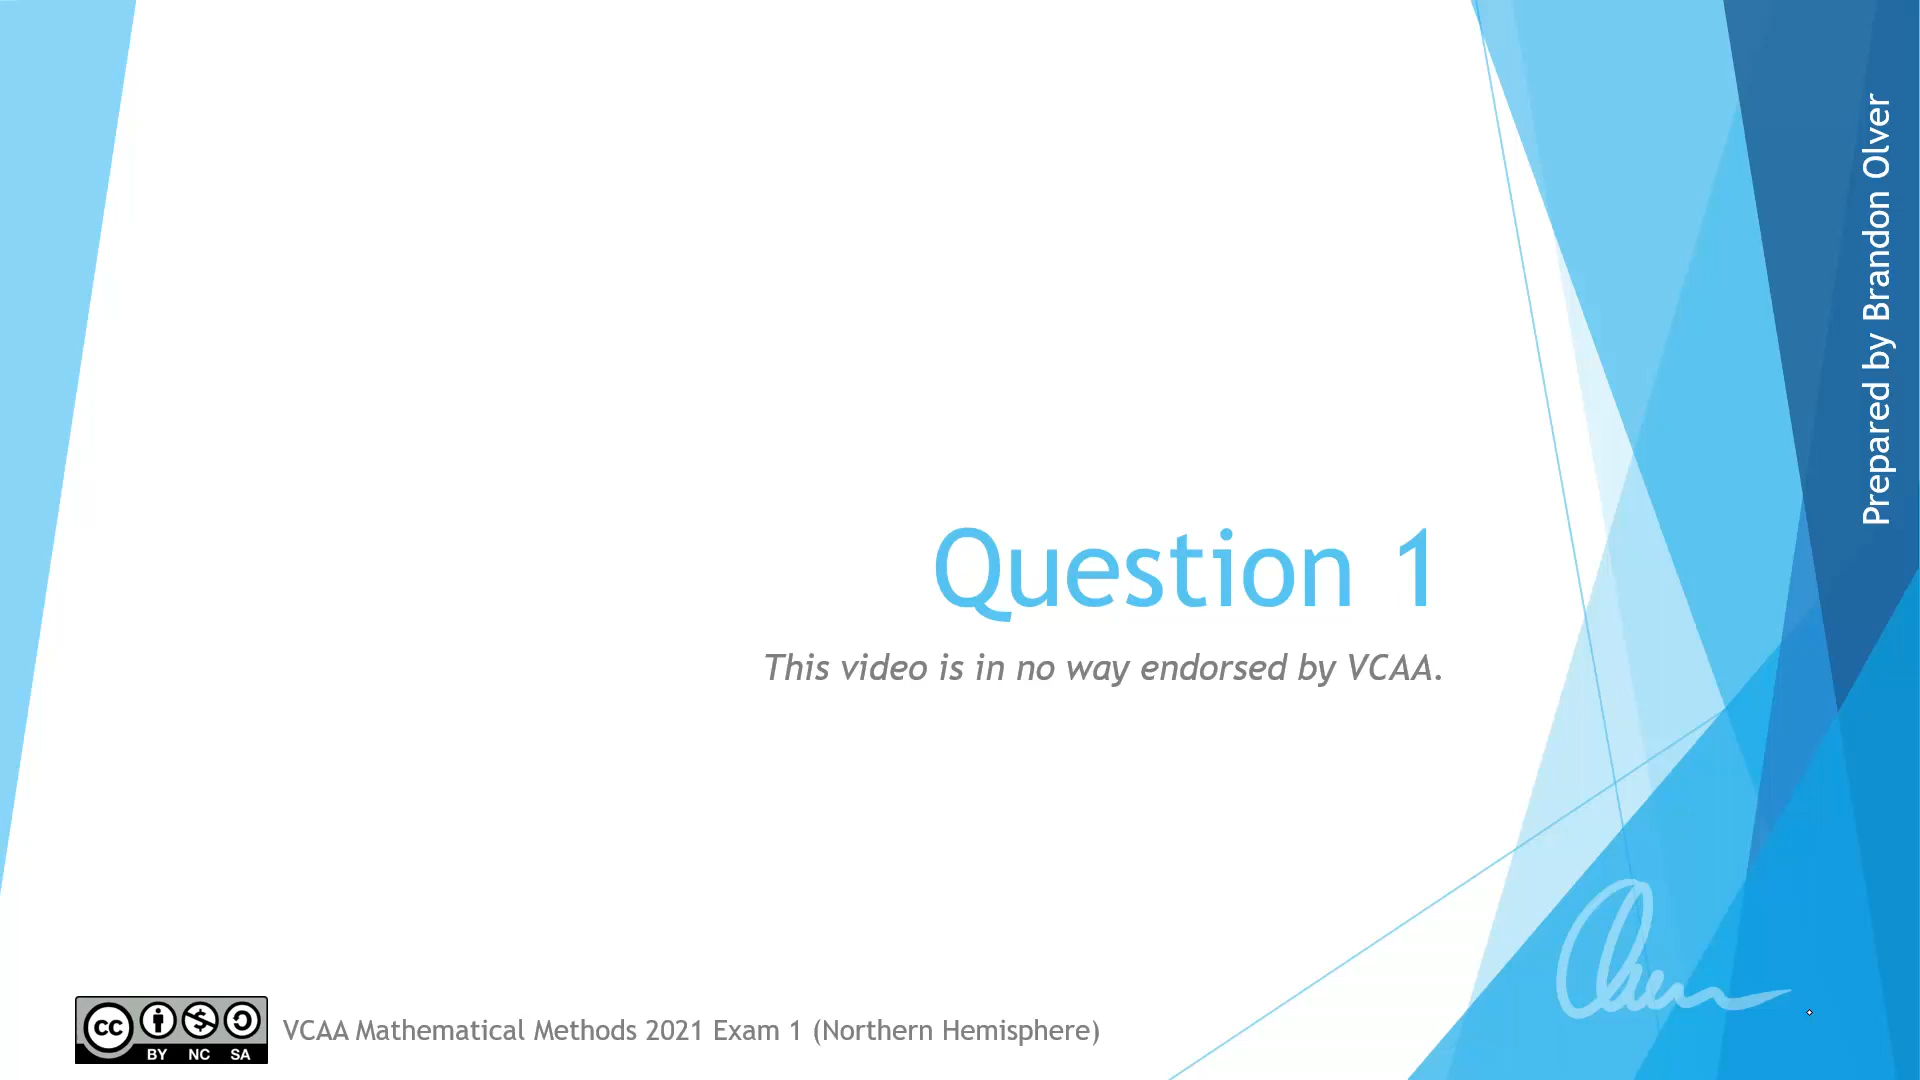 Prepared by Brandon Olver
Question 1
This video is in no way endorsed by VCAA.
CC
BY NC SA
VCAA Mathematical Methods 2021 Exam 1 (Northern Hemisphere)